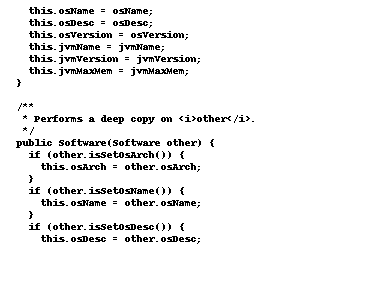 this.osName = osName;
this.osDesc = osDesc;
this.osVersion = osVersion;
this.jvmName = jvmName;
this.jvmVersion = jvmVersion;
this.jvmMaxMem = jvmMaxMem;
}
/**
* Performs a deep copy on <i>other</i>.
*/
public Software(Software other) {
if (other.isSetOsArch()) {
this.osArch = other.osArch;
}
if (other.isSetOsName()) {
this.osName = other.osName;
}
if (other.isSetOsDesc()) {
this.osDesc = other.osDesc;